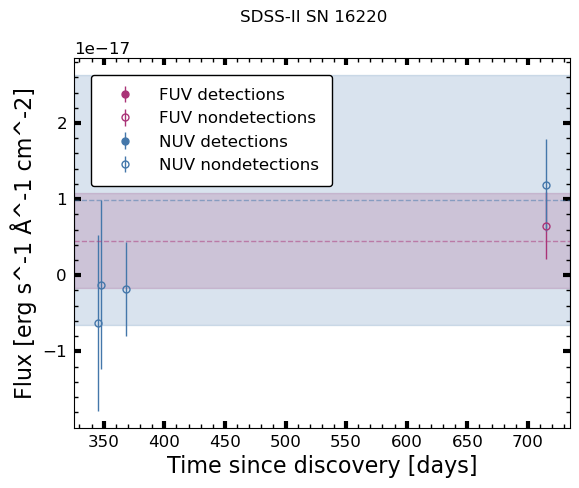 SDSS-II SN 16220
1e−17
FUV detections
FUV nondetections
NUV detections
NUV nondetections
2
1
0
−1
Flux [erg s^-1 Å^-1 cm^-2]
350 400 450 500 550 600 650 700
Time since discovery [days]